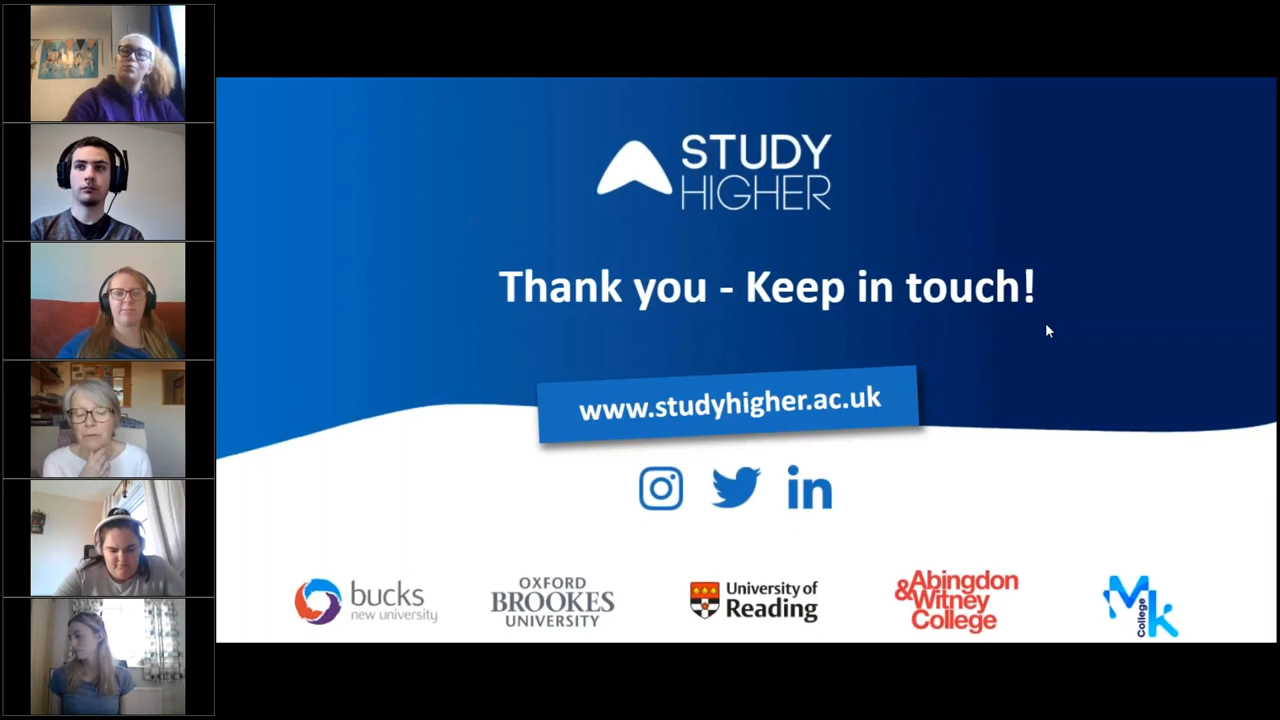 STUDY
HIGHER
Thank you - Keep in touch!
www.studyhigher.ac.uk
in
bucks
new university
OXFORD
BROOKES
UNIVERSITY
University of
Reading
Abingdon
& Witney
College
MK
College